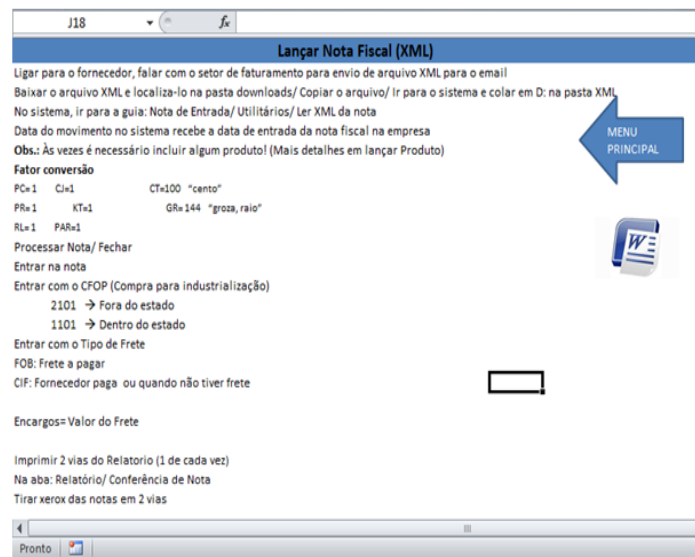 J18
fx
Lançar Nota Fiscal (XML)
Ligar para o fornecedor, falar com o setor de faturamento para envio de arquivo XML para o email
Baixar o arquivo XML e localiza-lo na pasta downloads/ Copiar o arquivo/ Ir para o sistema e colar em D: na pasta XML
No sistema, ir para a guia: Nota de Entrada/ Utilitários/ Ler XML da nota
Data do movimento no sistema recebe a data de entrada da nota fiscal na empresa
MENU
PRINCIPAL
Obs.: Às vezes é necessário incluir algum produto! (Mais detalhes em lançar Produto)
Fator conversão
PC=1 CJ=1 CT=100 "cento"
PR=1 KT=1 GR=144 "groza, raio"
RL=1 PAR=1
W
Processar Nota/ Fechar
Entrar na nota
Entrar com o CFOP (Compra para industrialização)
2101 → Fora do estado
1101 → Dentro do estado
Entrar com o Tipo de Frete
FOB: Frete a pagar
CIF: Fornecedor paga ou quando não tiver frete
Encargos= Valor do Frete
Imprimir 2 vias do Relatorio (1 de cada vez)
Na aba: Relatório/ Conferência de Nota
Tirar xerox das notas em 2 vias
Pronto